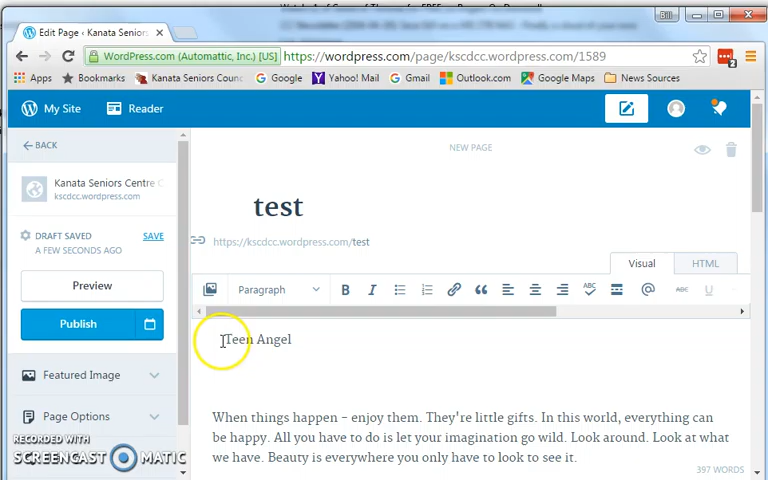 Bill
Edit Page ‹ Kanata Seniors
WordPress.com (Automattic, Inc.) [US]
https://wordpress.com/page/kscdcc.wordpress.com/1589
2
Apps
Bookmarks
Kanata Seniors Counc
Google
Yahoo! Mail
Gmail
Outlook.com
Google Maps
News Sources
My Site
Reader
BACK
NEW PAGE
Kanata Seniors Centre C
kscdcc.wordpress.com
test
DRAFT SAVED
SAVE
A FEW SECONDS AGO
https://kscdcc.wordpress.com/test
Visual
HTML
Preview
Paragraph
B
I
ABC
ABC
U
Publish
Teen Angel
Featured Image
Page Options
When things happen – enjoy them. They're little gifts. In this world, everything can
be happy. All you have to do is let your imagination go wild. Look around. Look at what
we have. Beauty is everywhere you only have to look to see it.
397 WORDS
RECORDED WITH
SCREENCAST MATIC